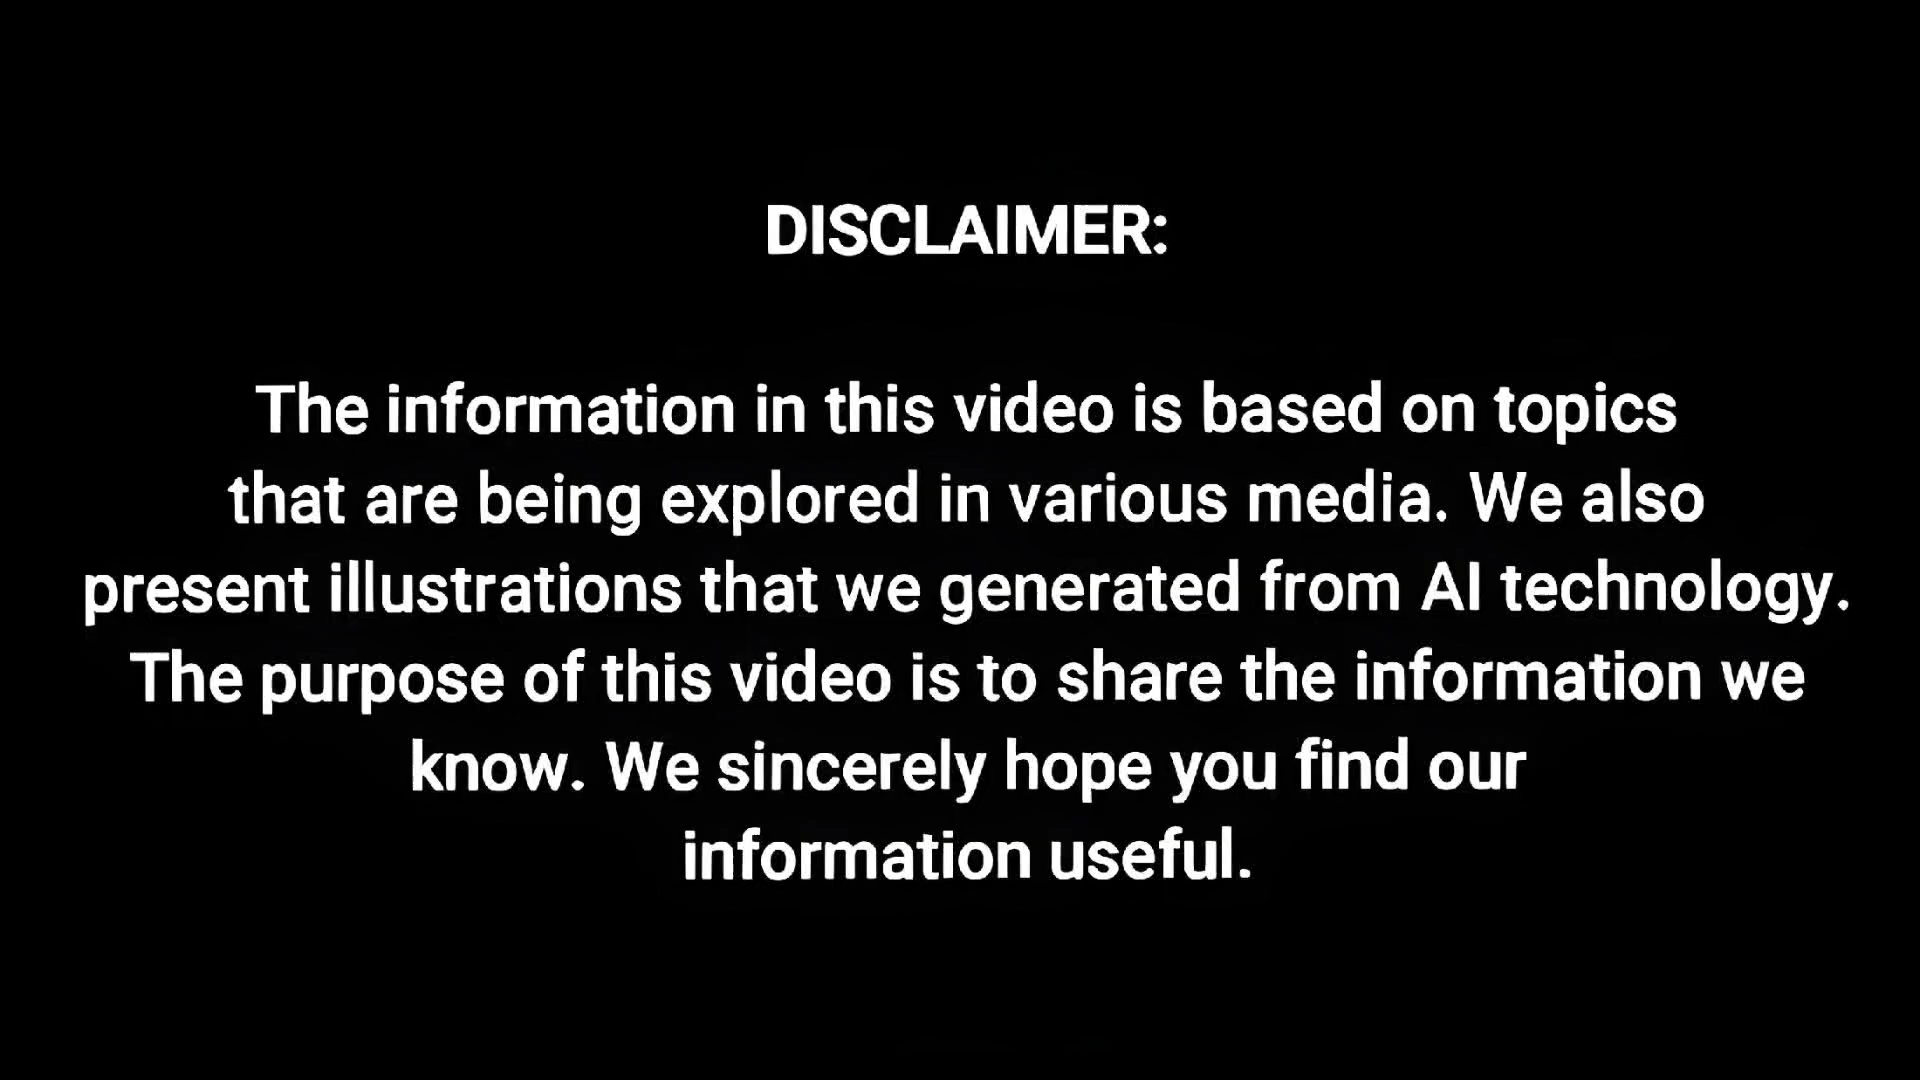 DISCLAIMER:
The information in this video is based on topics
that are being explored in various media. We also
present illustrations that we generated from AI technology.
The purpose of this video is to share the information we
know. We sincerely hope you find our
information useful.